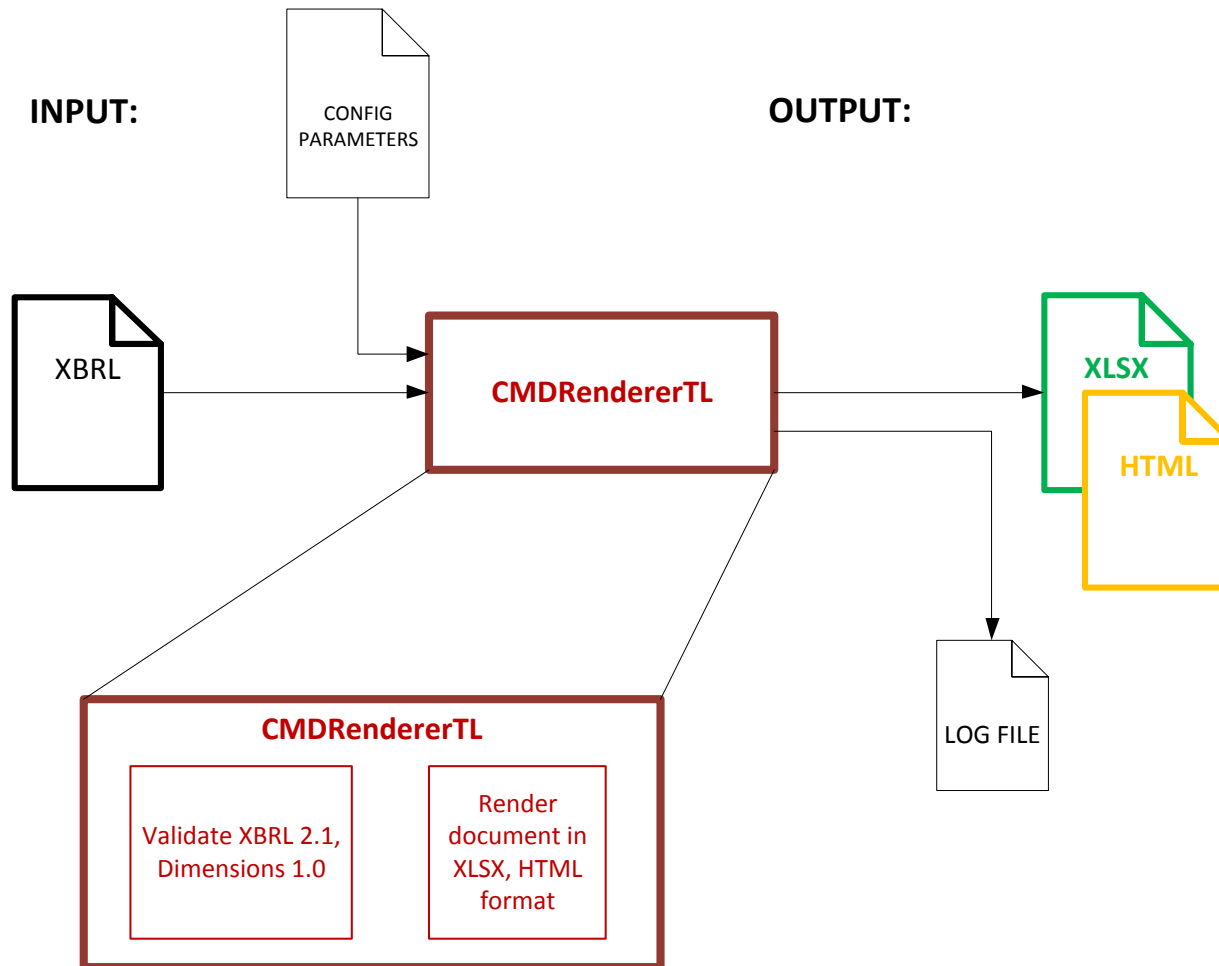 INPUT:
CONFIG
PARAMETERS
OUTPUT:
XBRL
CMDRendererTL
XLSX
HTML
LOG FILE
CMDRendererTL
Validate XBRL 2.1,
Dimensions 1.0
Render
document in
XLSX, HTML
format